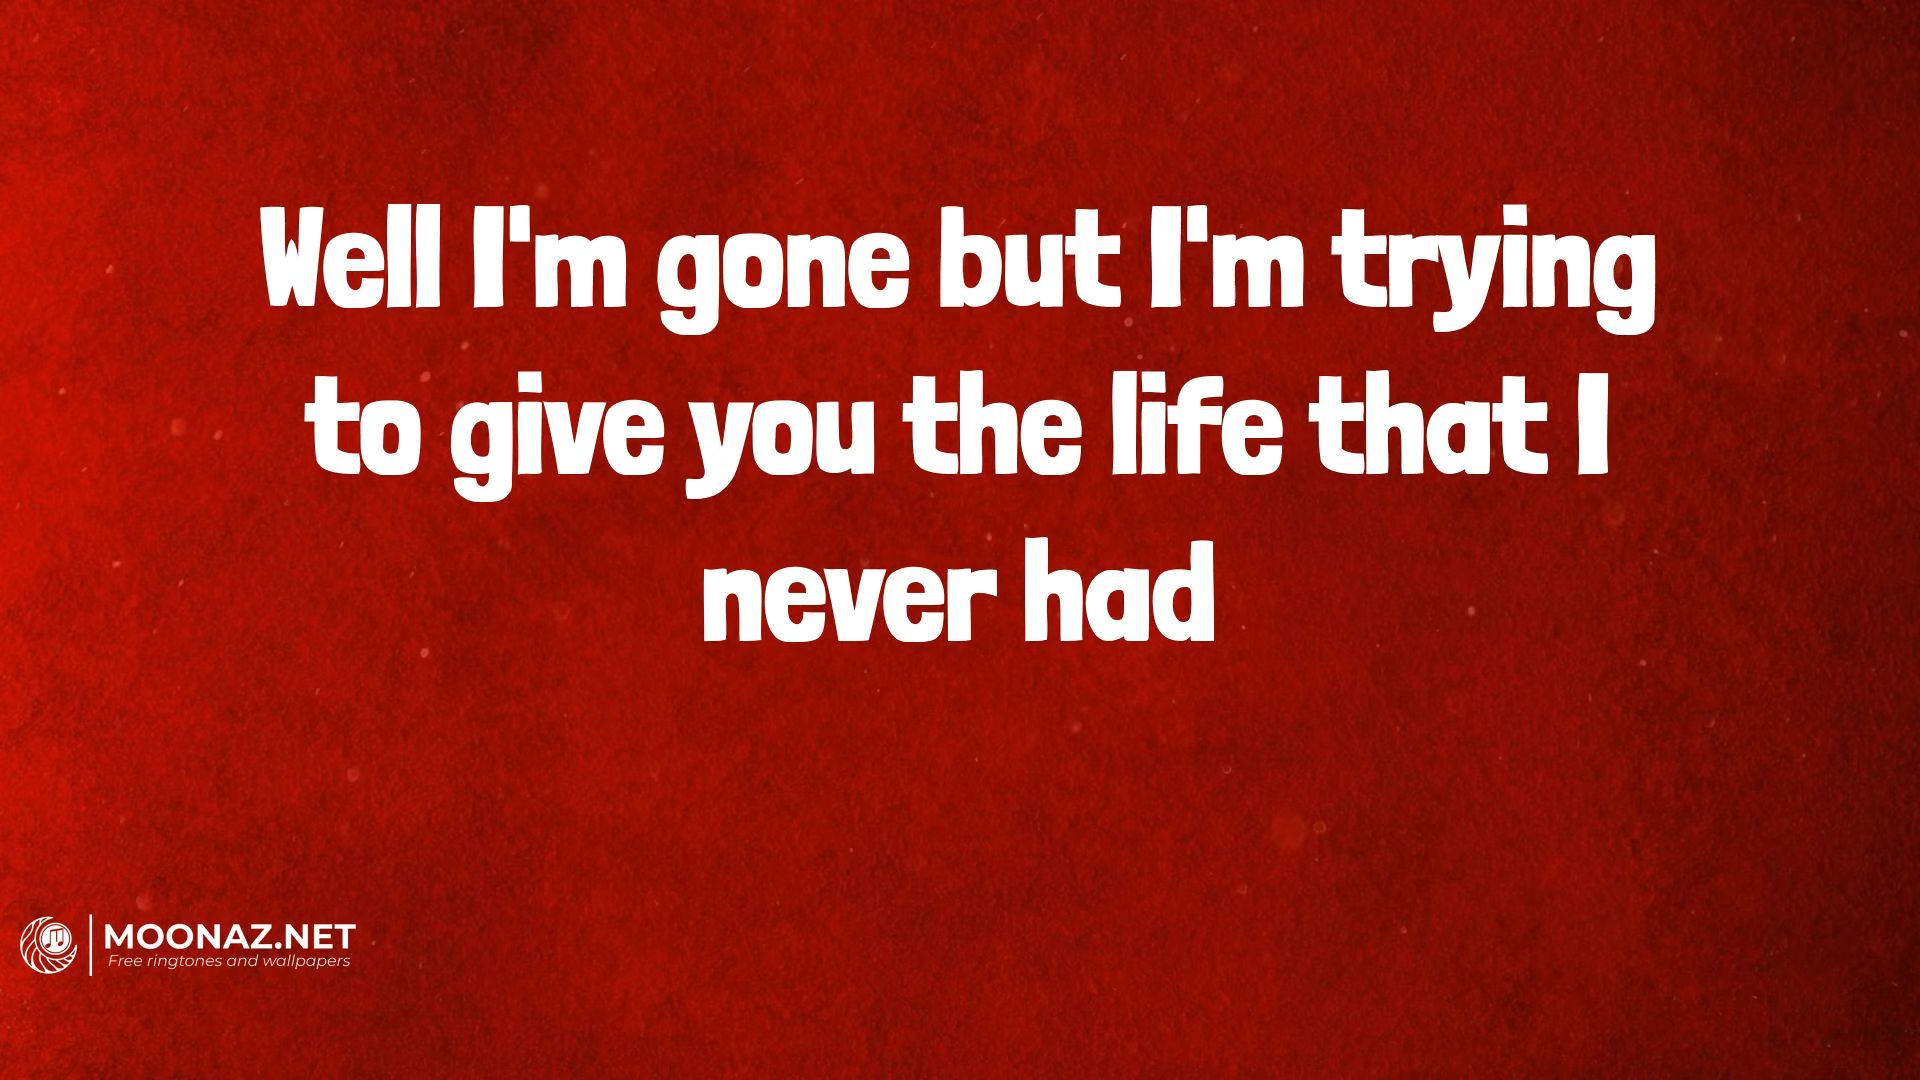 Well I'm gone but I'm trying
to give you the life that I
never had
MOONAZ.NET
Free ringtones and wallpapers